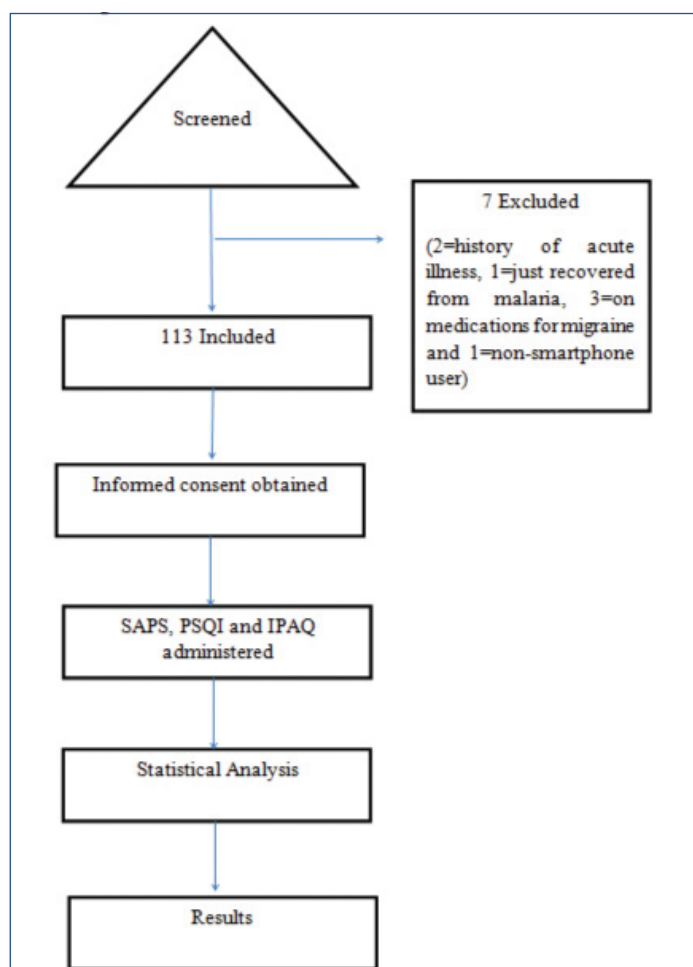 Screened
7 Excluded
(2=history of acute
illness, 1=just recovered
from malaria, 3=on
medications for migraine
and 1=non-smartphone
user)
113 Included
Informed consent obtained
SAPS, PSQI and IPAQ
administered
Statistical Analysis
Results